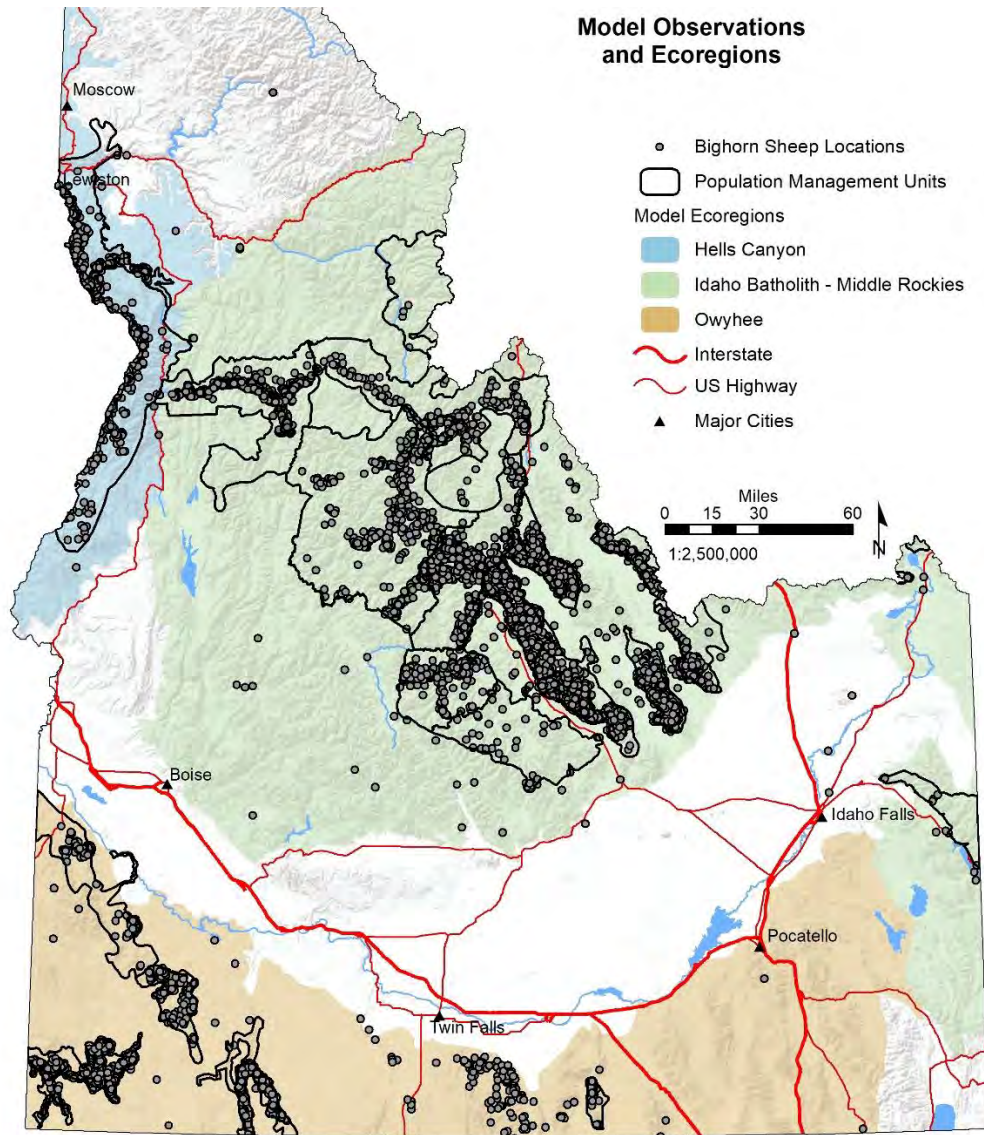 Model Observations
and Ecoregions
Moscow
Lewiston
Bighorn Sheep Locations
Population Management Units
Model Ecoregions
Hells Canyon
Idaho Batholith - Middle Rockies
Owyhee
Interstate
US Highway
Major Cities
Miles
0 15 30 60
1:2,500,000
N
Boise
Idaho Falls
Pocatello
Twin Falls